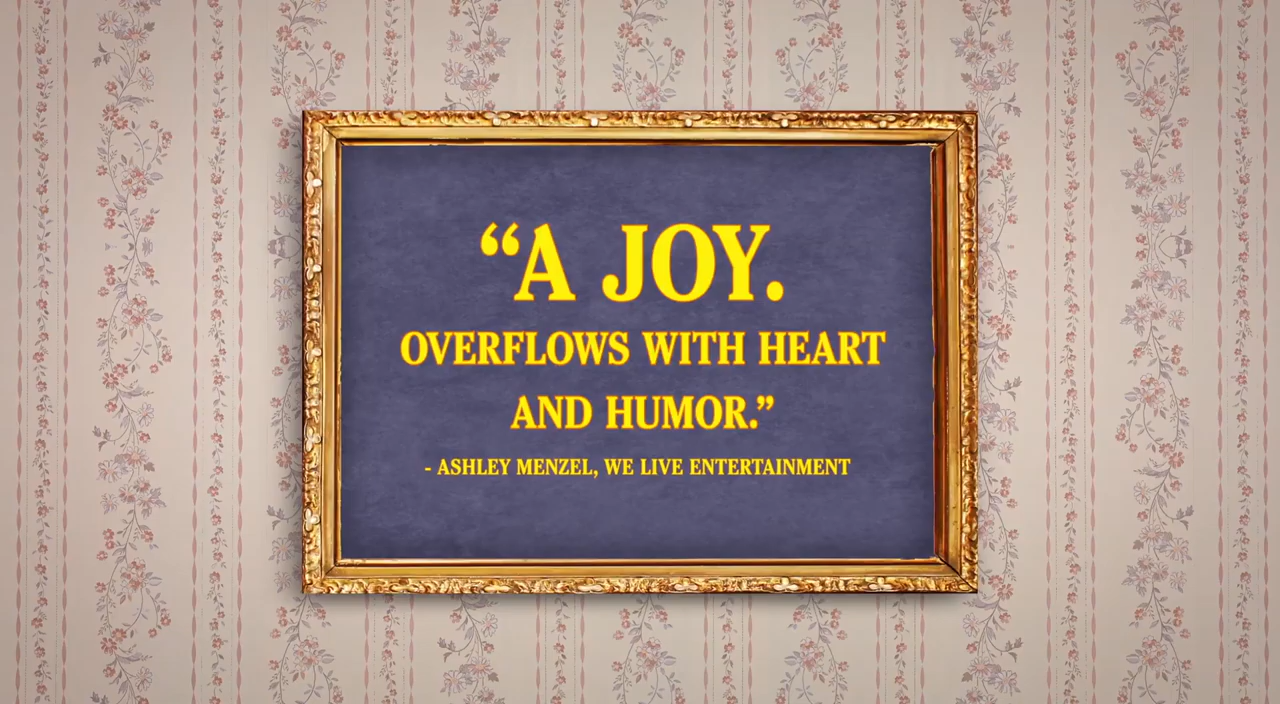 “A JOY.
OVERFLOWS WITH HEART
AND HUMOR.”
- ASHLEY MENZEL, WE LIVE ENTERTAINMENT